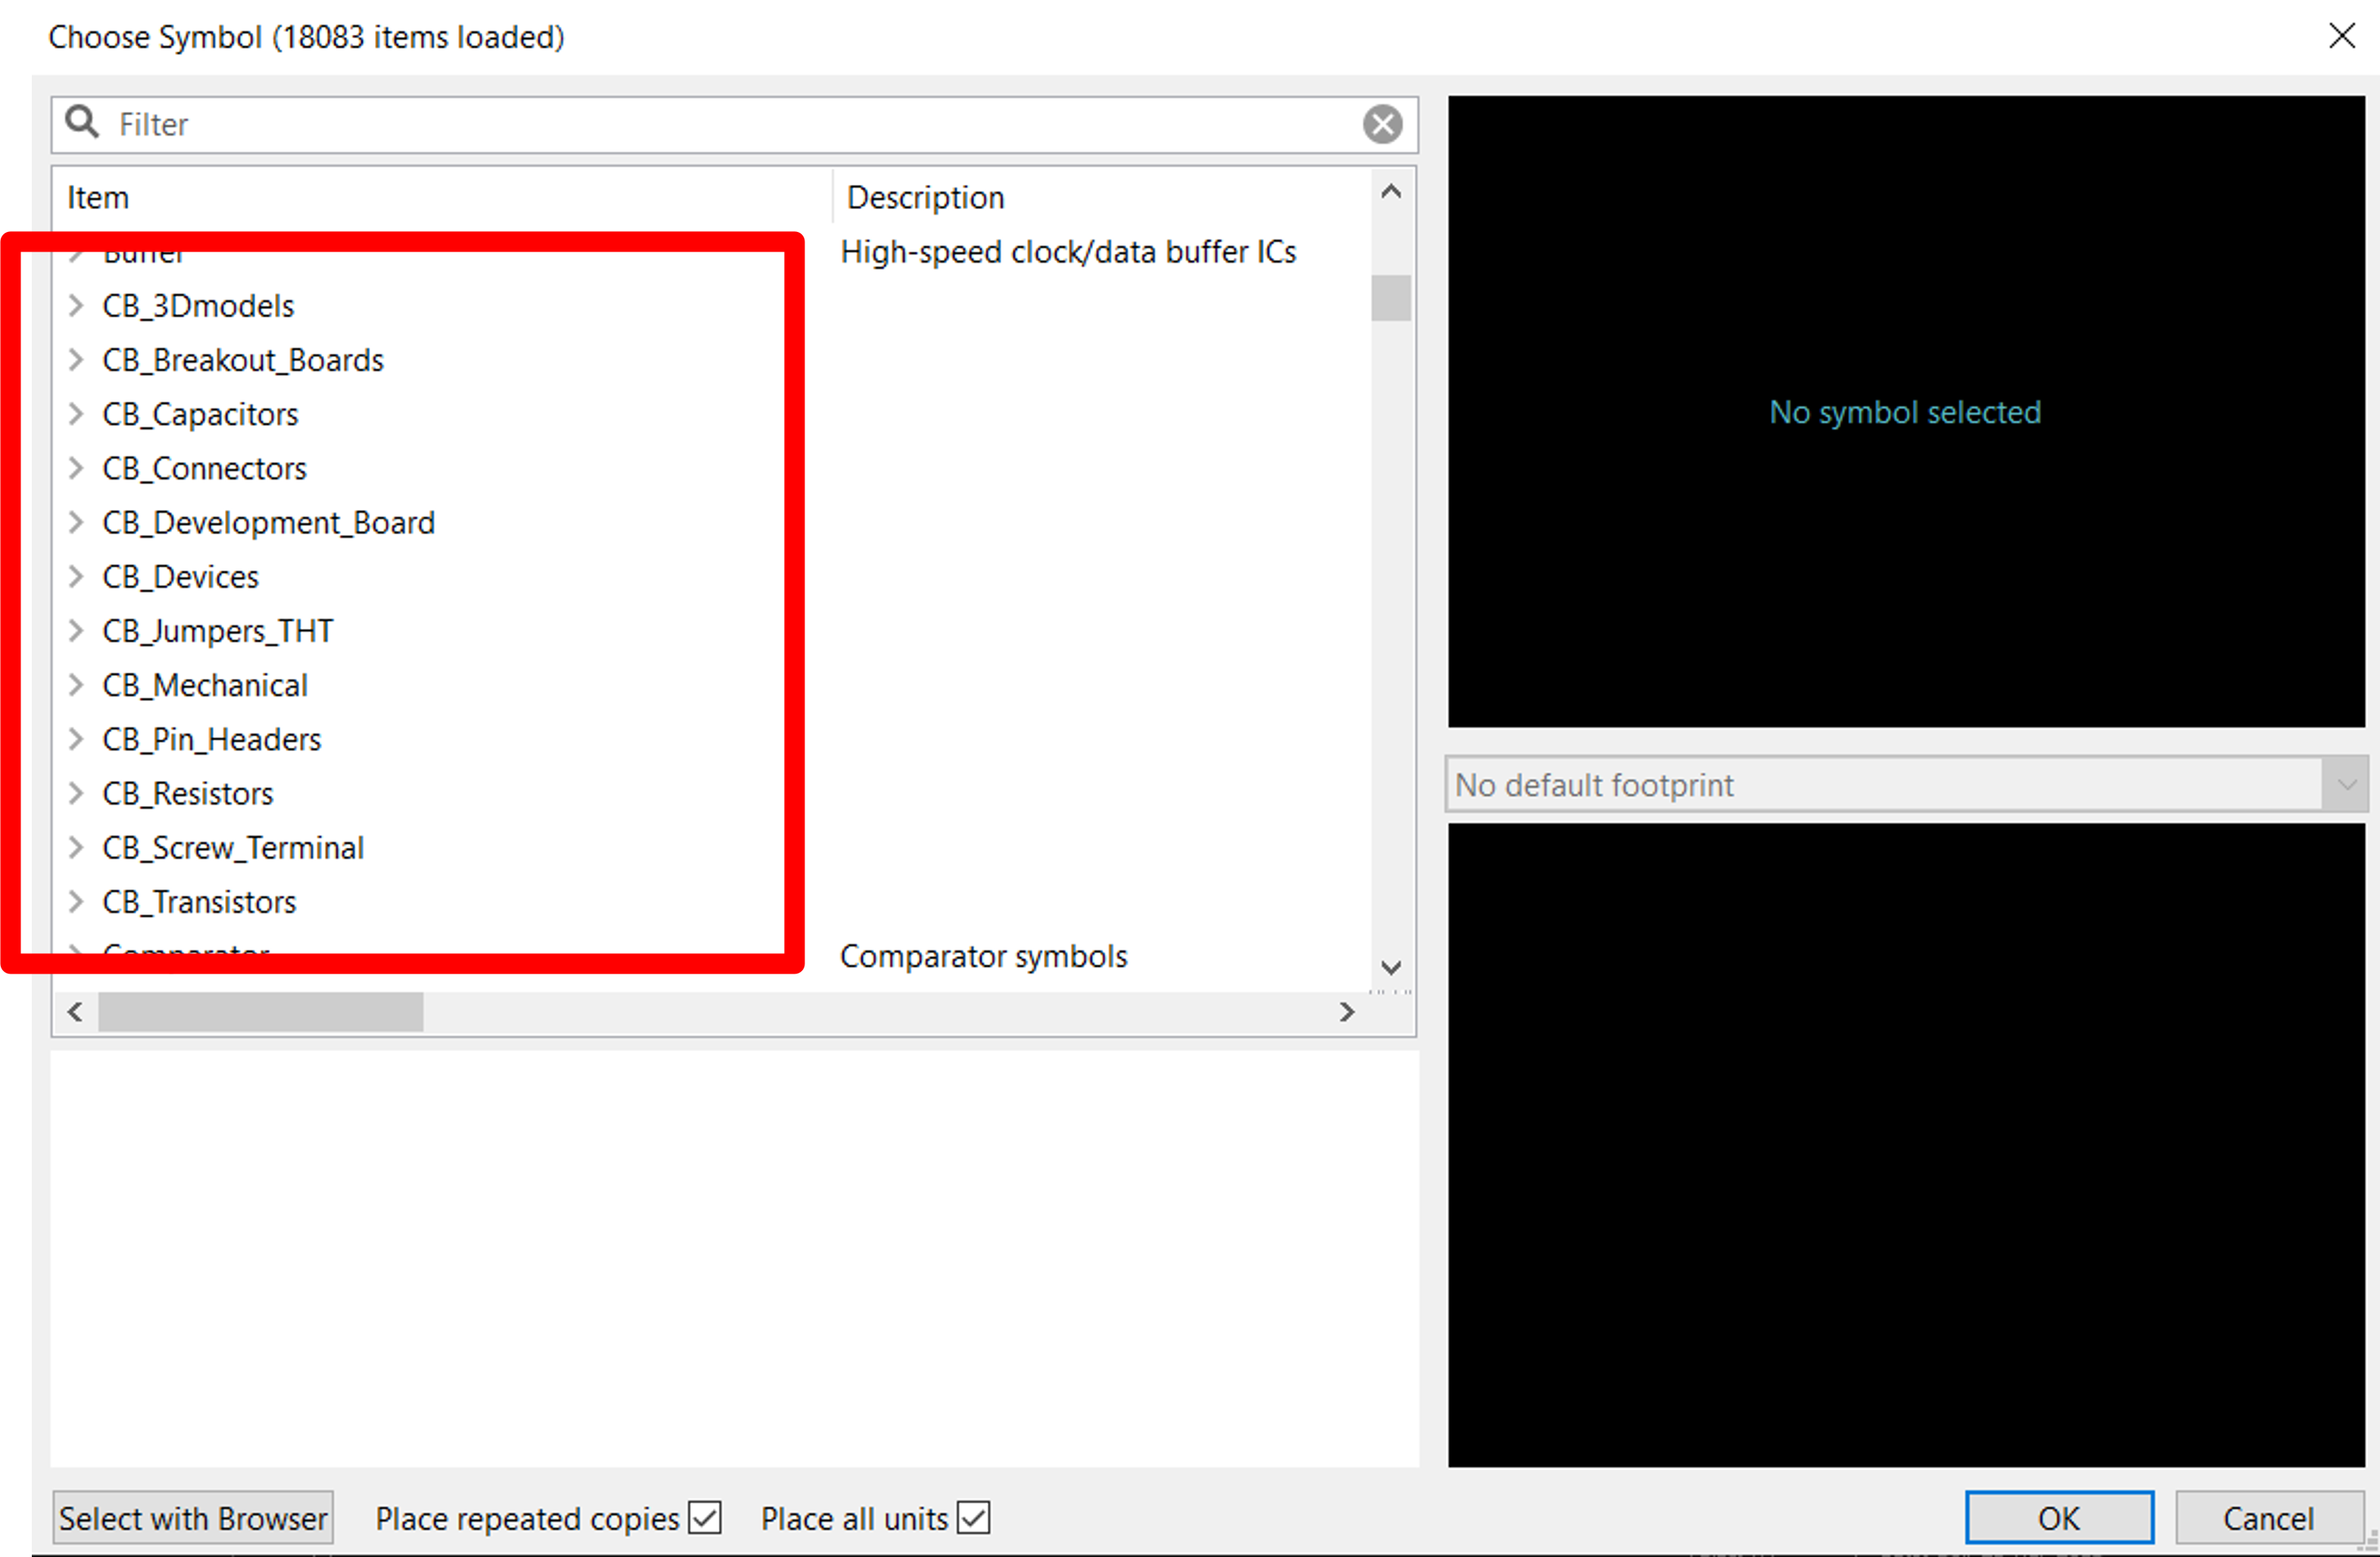 Choose Symbol (18083 items loaded)
Filter
Item Description
Buffer High-speed clock/data buffer ICs
CB_3Dmodels
CB_Breakout_Boards
CB_Capacitors
CB_Connectors
CB_Development_Board
CB_Devices
CB_Jumpers_THT
CB_Mechanical
CB_Pin_Headers
CB_Resistors
CB_Screw_Terminal
CB_Transistors
Comparator Comparator symbols
No symbol selected
No default footprint
Select with Browser Place repeated copies Place all units OK Cancel